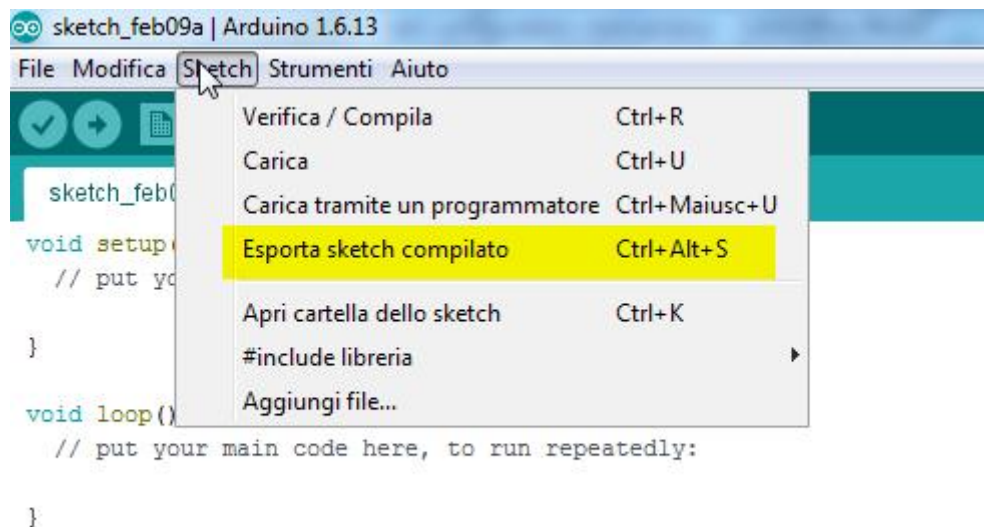 sketch_feb09a | Arduino 1.6.13
File Modifica Sketch Strumenti Aiuto
Verifica / Compila Ctrl+R
Carica Ctrl+U
sketch_feb0
Carica tramite un programmatore Ctrl+Maiusc+U
void setup(
Esporta sketch compilato Ctrl+Alt+S
// put yo
Apri cartella dello sketch Ctrl+K
}
#include libreria
Aggiungi file...
void loop()
// put your main code here, to run repeatedly:
}